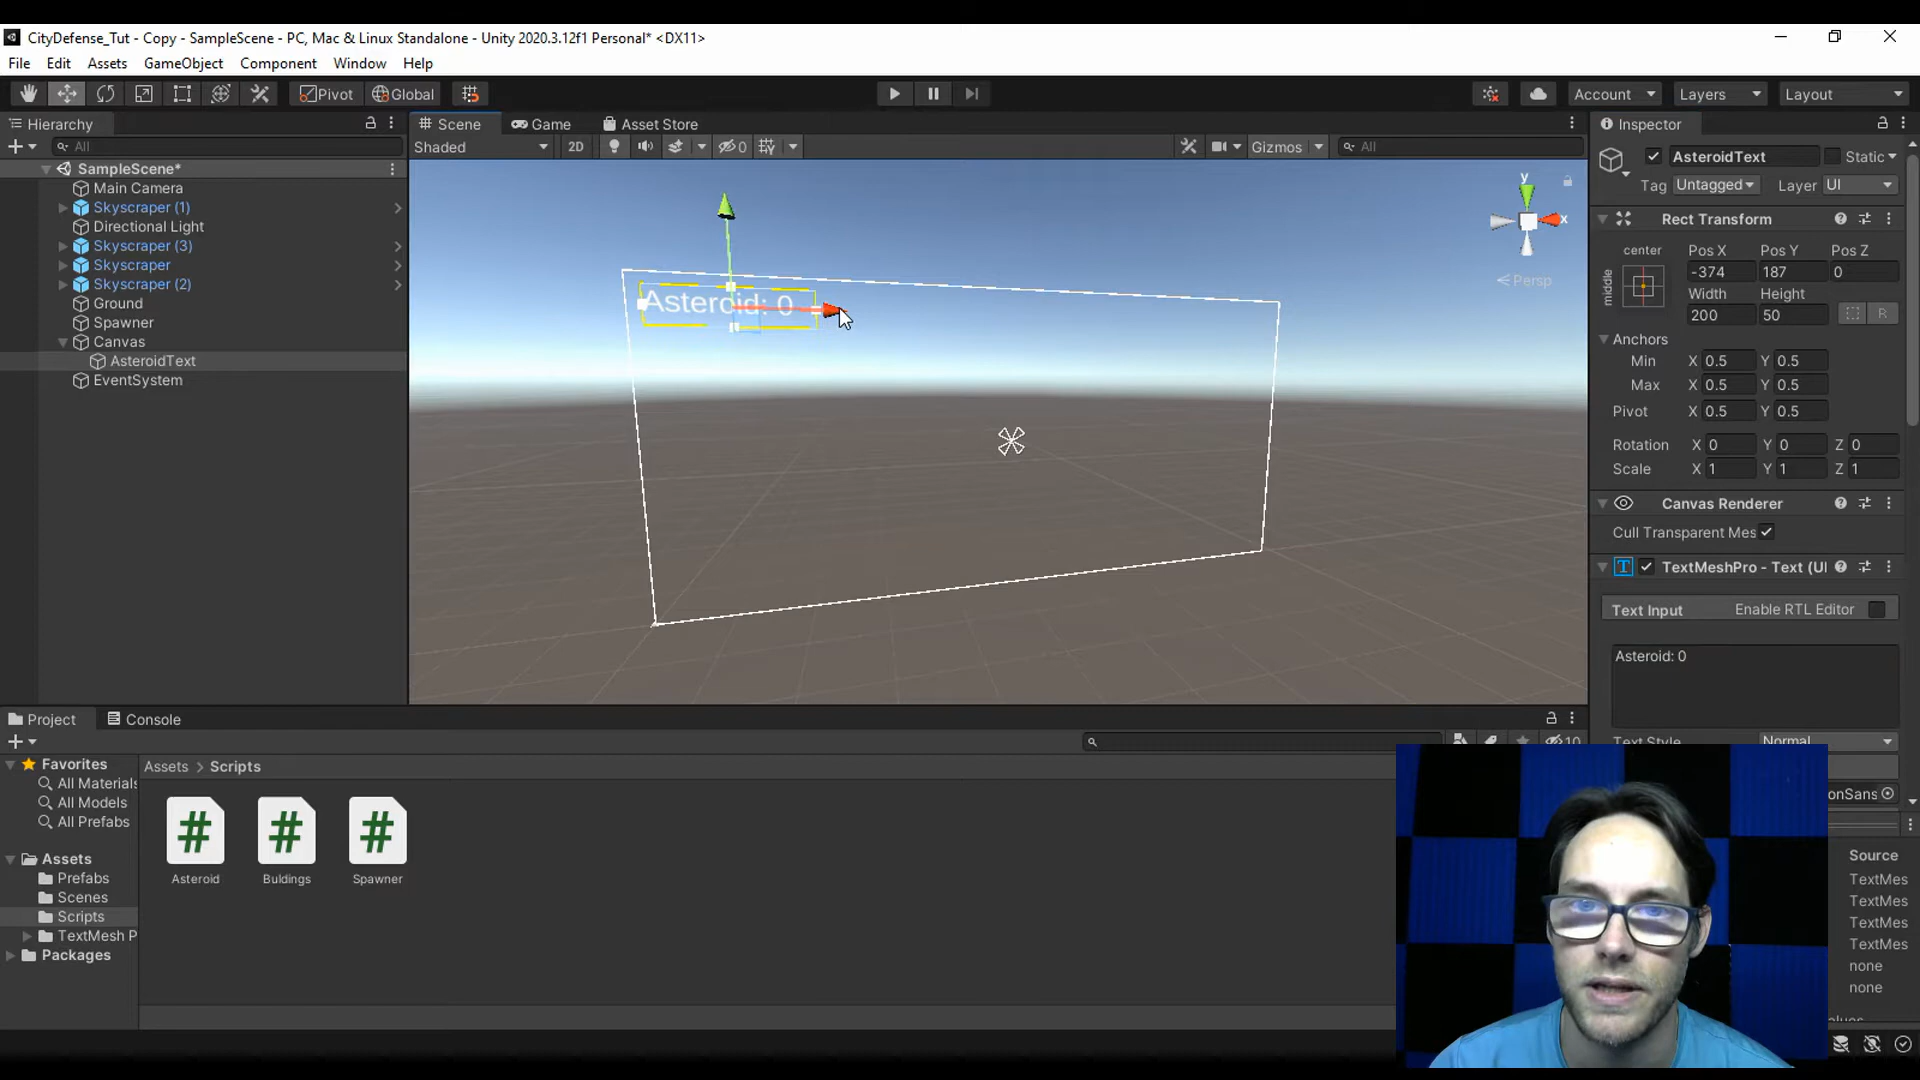 CityDefense_Tut - Copy - SampleScene - PC, Mac & Linux Standalone - Unity 2020.3.12f1 Personal* <DX11>
File Edit Assets GameObject Component Window Help
Pivot Global Account Layers Layout
Hierarchy
All
SampleScene*
Main Camera
Skyscraper (1)
Directional Light
Skyscraper (3)
Skyscraper
Skyscraper (2)
Ground
Spawner
Canvas
AsteroidText
EventSystem
Scene Game Asset Store
Shaded 2D 0 Gizmos All
Asteroid: 0
y
x
Persp
Inspector
AsteroidText Static
Tag Untagged Layer UI
Rect Transform
center Pos X Pos Y Pos Z
middle -374 187 0
Width Height
200 50 R
Anchors
Min X 0.5 Y 0.5
Max X 0.5 Y 0.5
Pivot X 0.5 Y 0.5
Rotation X 0 Y 0 Z 0
Scale X 1 Y 1 Z 1
Canvas Renderer
Cull Transparent Mes
TextMeshPro - Text (UI
Text Input Enable RTL Editor
Asteroid: 0
Text Style Normal
onSans
Source
TextMes
TextMes
TextMes
TextMes
none
none
Project Console
10
Favorites
All Materials
All Models
All Prefabs
Assets
Prefabs
Scenes
Scripts
TextMesh P
Packages
Assets > Scripts
Asteroid Buldings Spawner